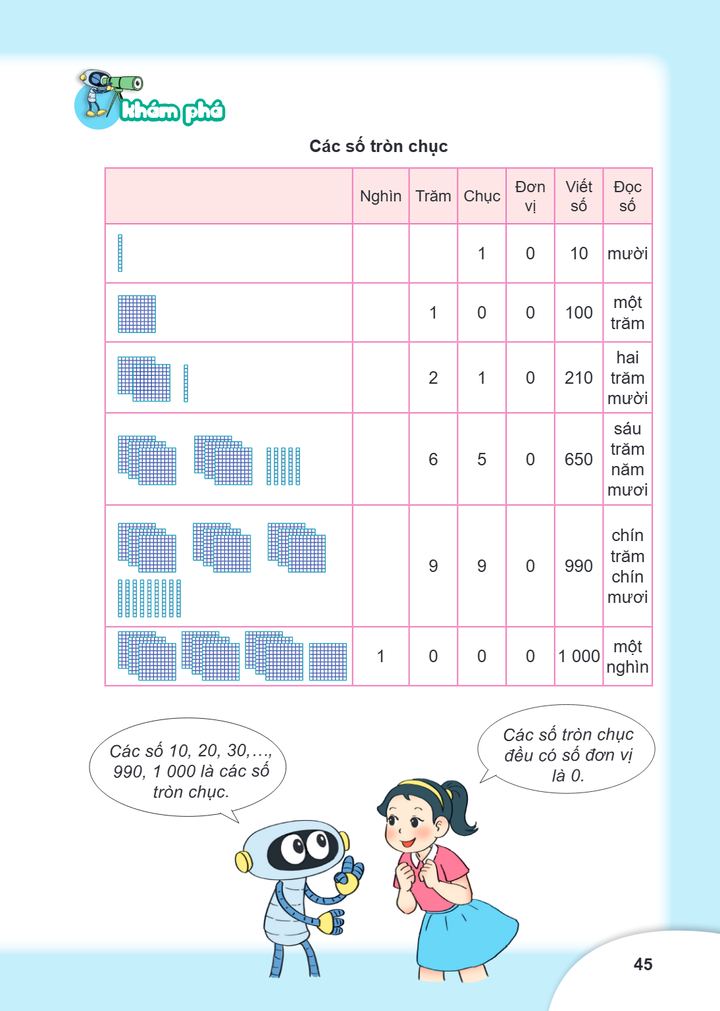 khám phá
Các số tròn chục
Nghìn Trăm Chục Đơn vị Viết số Đọc số
1 0 10 mười
1 0 0 100 một trăm
2 1 0 210 hai trăm mười
6 5 0 650 sáu trăm năm mươi
9 9 0 990 chín trăm chín mươi
1 0 0 0 1 000 một nghìn
Các số 10, 20, 30,...,
990, 1 000 là các số
tròn chục.
Các số tròn chục
đều có số đơn vị
là 0.
45